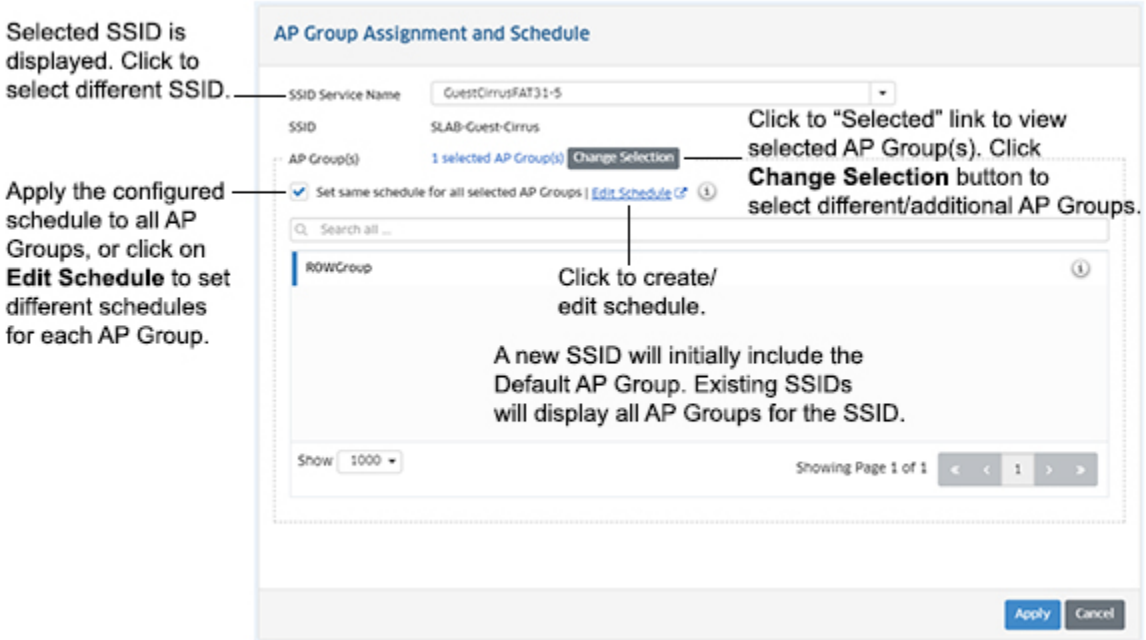 Selected SSID is
displayed. Click to
select different SSID.
AP Group Assignment and Schedule
SSID Service Name GuestCirrusFAT31-5
SSID SLAB-Guest-Cirrus
AP Group(s) 1 selected AP Group(s) Change Selection
Click to “Selected” link to view
selected AP Group(s). Click
Change Selection button to
select different/additional AP Groups.
Apply the configured
schedule to all AP
Groups, or click on
Edit Schedule to set
different schedules
for each AP Group.
Set same schedule for all selected AP Groups | Edit Schedule
Search all ...
ROWGroup
Click to create/
edit schedule.
A new SSID will initially include the
Default AP Group. Existing SSIDs
will display all AP Groups for the SSID.
Show 1000
Showing Page 1 of 1 « < 1 > »
Apply Cancel